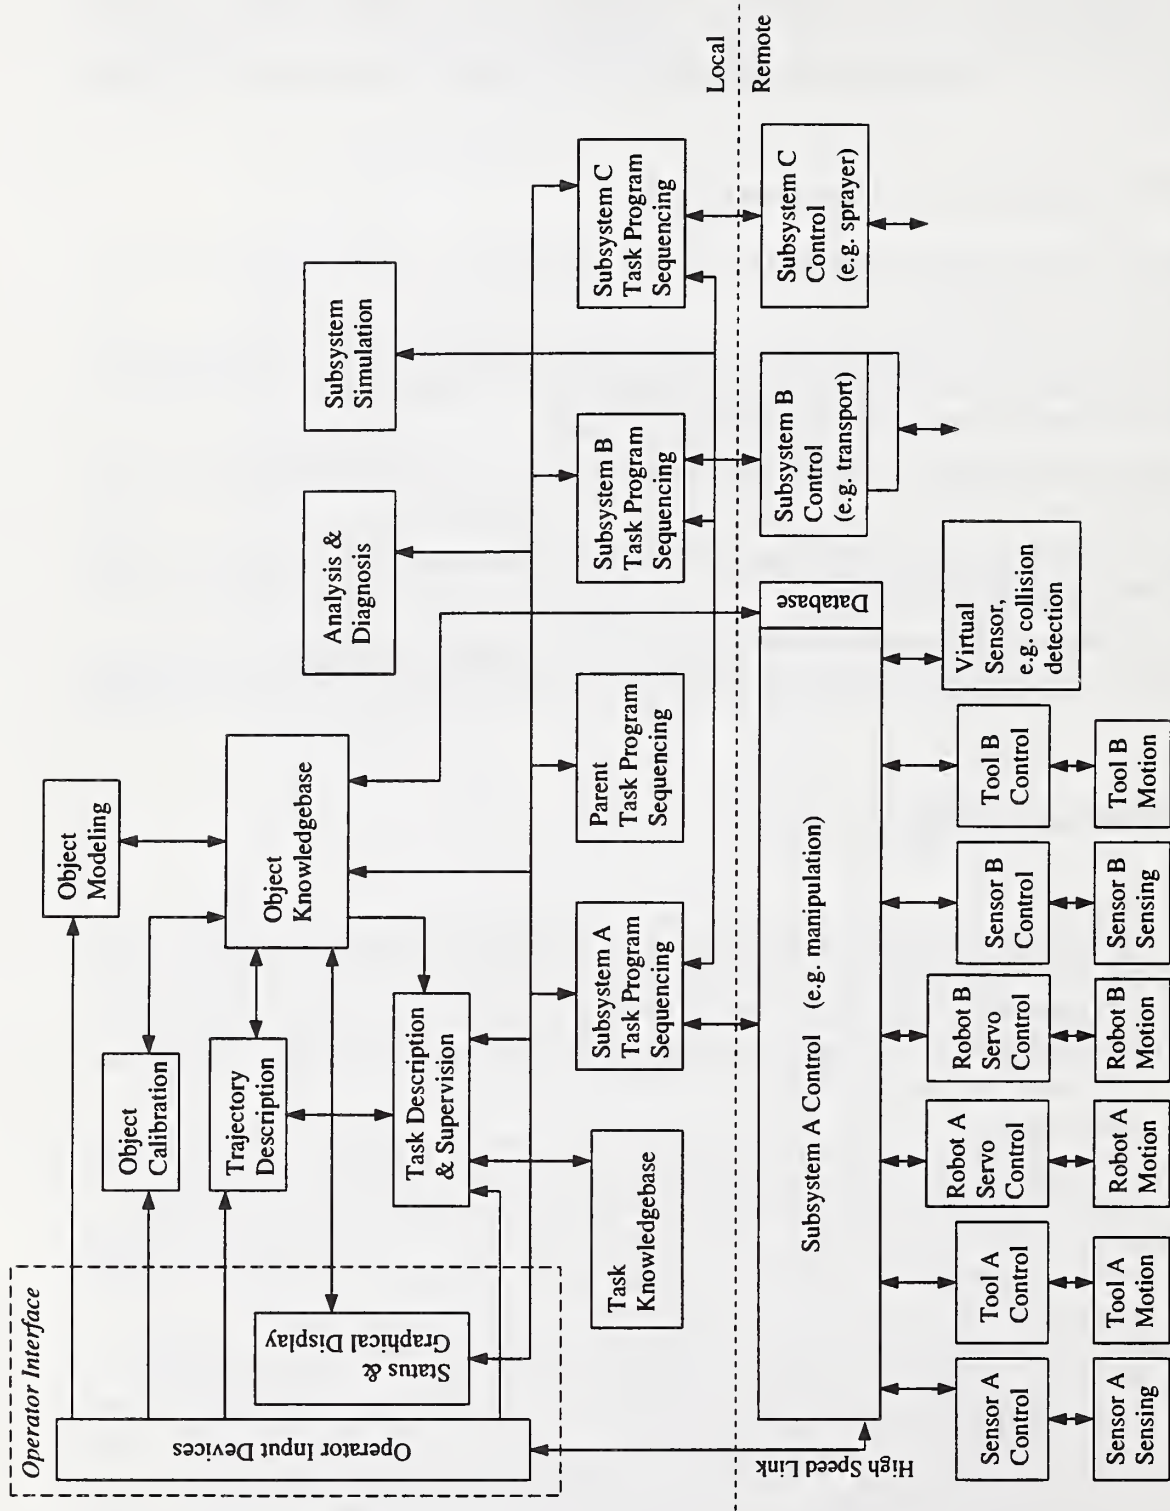 Operator Interface
Operator Input Devices
Status &
Graphical Display
Object
Modeling
Object
Calibration
Trajectory
Description
Object
Knowledgebase
Task Description
& Supervision
Task
Knowledgebase
Analysis &
Diagnosis
Subsystem
Simulation
Subsystem A
Task Program
Sequencing
Parent
Task Program
Sequencing
Subsystem B
Task Program
Sequencing
Subsystem C
Task Program
Sequencing
Local
Remote
High Speed Link
Subsystem A Control (e.g. manipulation)
Database
Subsystem B
Control
(e.g. transport)
Subsystem C
Control
(e.g. sprayer)
Sensor A
Control
Tool A
Control
Robot A
Servo
Control
Robot B
Servo
Control
Sensor B
Control
Tool B
Control
Virtual
Sensor,
e.g. collision
detection
Sensor A
Sensing
Tool A
Motion
Robot A
Motion
Robot B
Motion
Sensor B
Sensing
Tool B
Motion